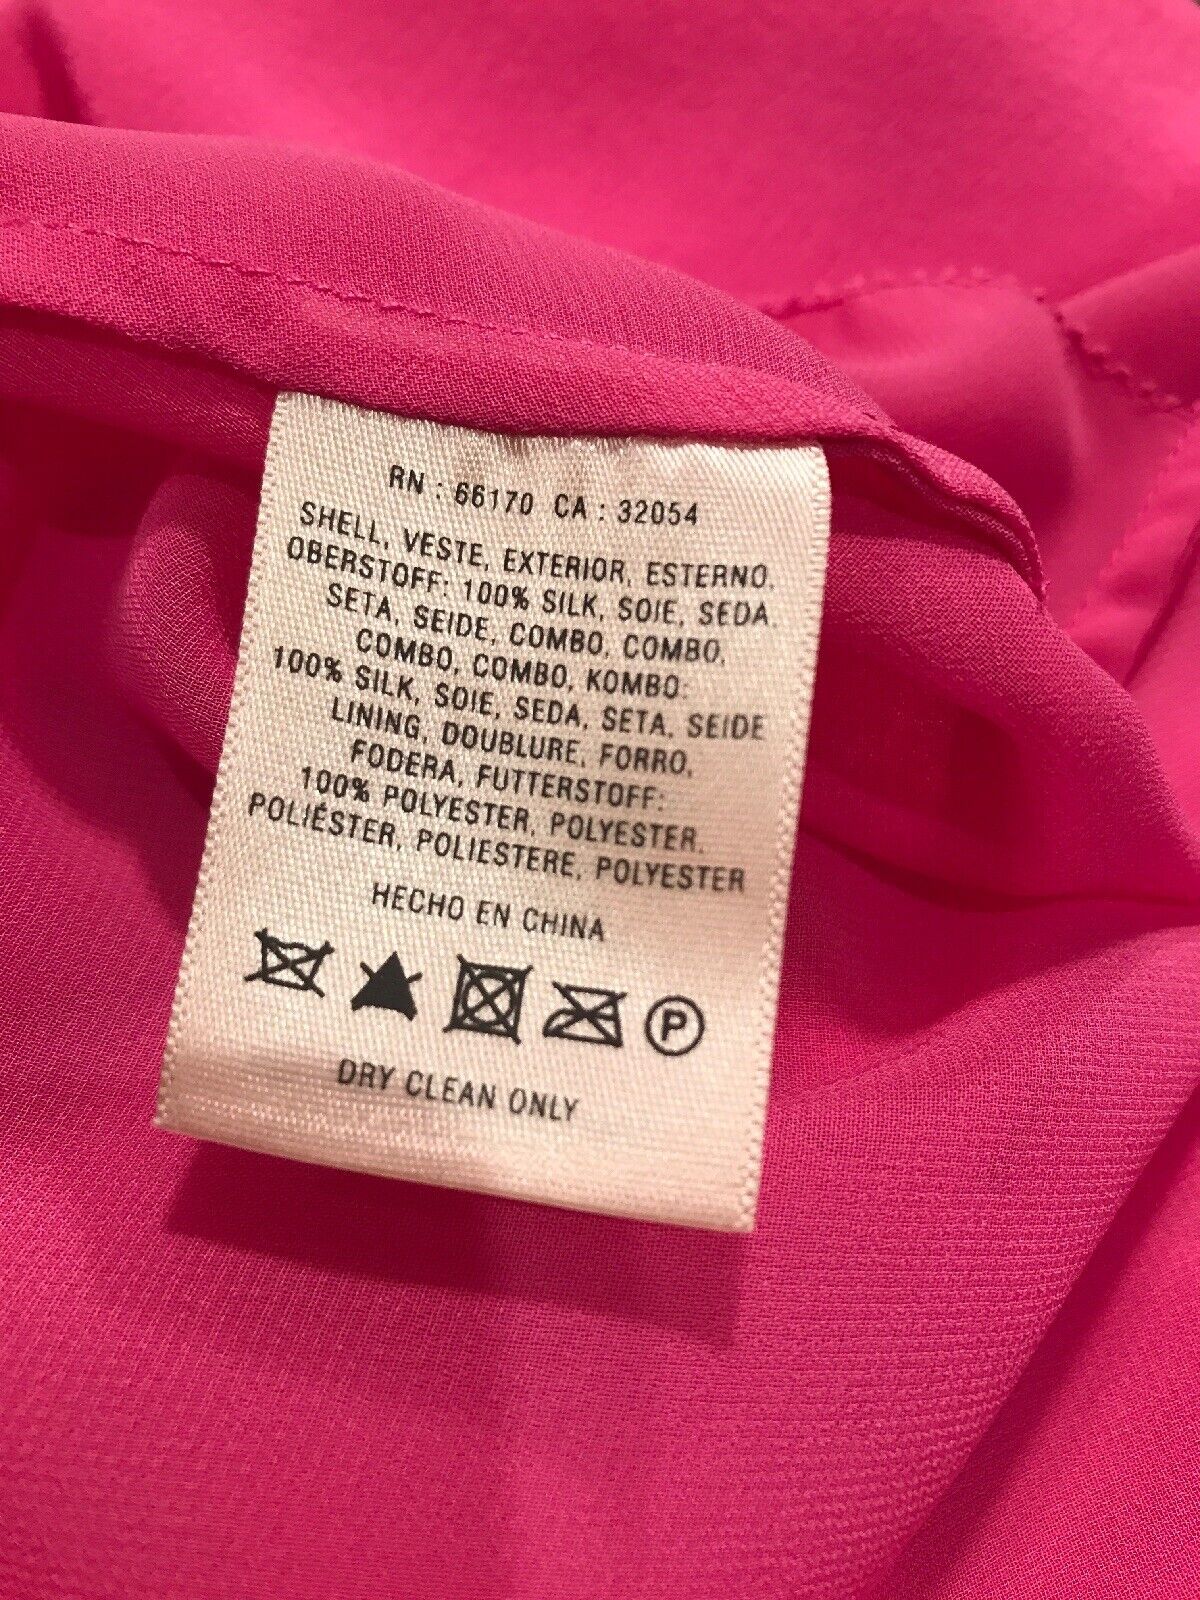 RN : 66170 CA : 32054
SHELL, VESTE, EXTERIOR, ESTERNO,
OBERSTOFF: 100% SILK, SOIE, SEDA,
SETA, SEIDE, COMBO, COMBO,
COMBO, COMBO, KOMBO:
100% SILK, SOIE, SEDA, SETA, SEIDE
LINING, DOUBLURE, FORRO,
FODERA, FUTTERSTOFF:
100% POLYESTER, POLYESTER,
POLIÉSTER, POLIESTERE, POLYESTER
HECHO EN CHINA
P
DRY CLEAN ONLY